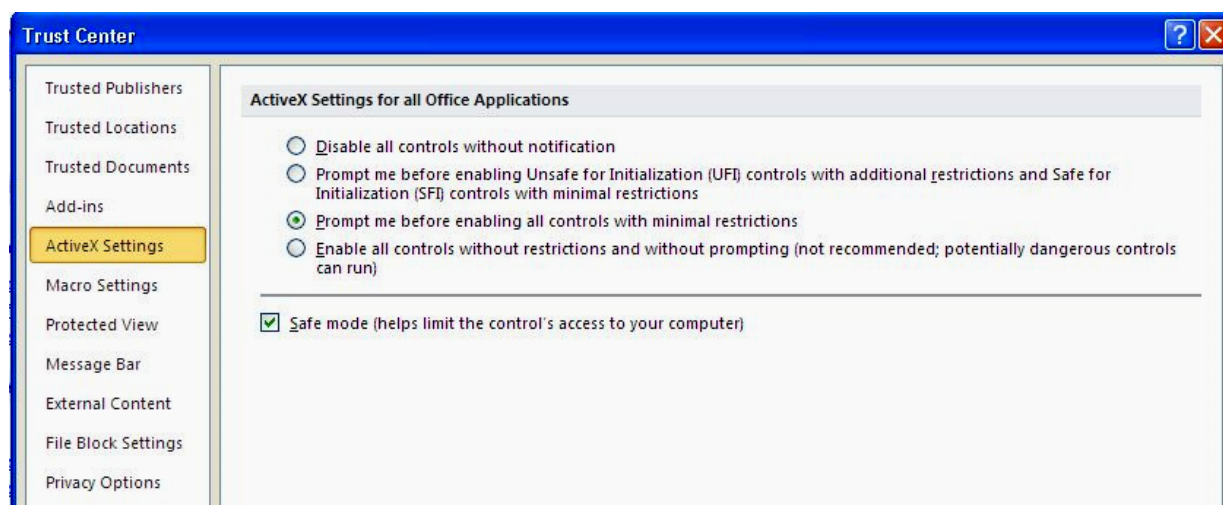 Trust Center
?
Trusted Publishers
Trusted Locations
Trusted Documents
Add-ins
ActiveX Settings
Macro Settings
Protected View
Message Bar
External Content
File Block Settings
Privacy Options
ActiveX Settings for all Office Applications
Disable all controls without notification
Prompt me before enabling Unsafe for Initialization (UFI) controls with additional restrictions and Safe for
Initialization (SFI) controls with minimal restrictions
Prompt me before enabling all controls with minimal restrictions
Enable all controls without restrictions and without prompting (not recommended; potentially dangerous controls
can run)
Safe mode (helps limit the control's access to your computer)